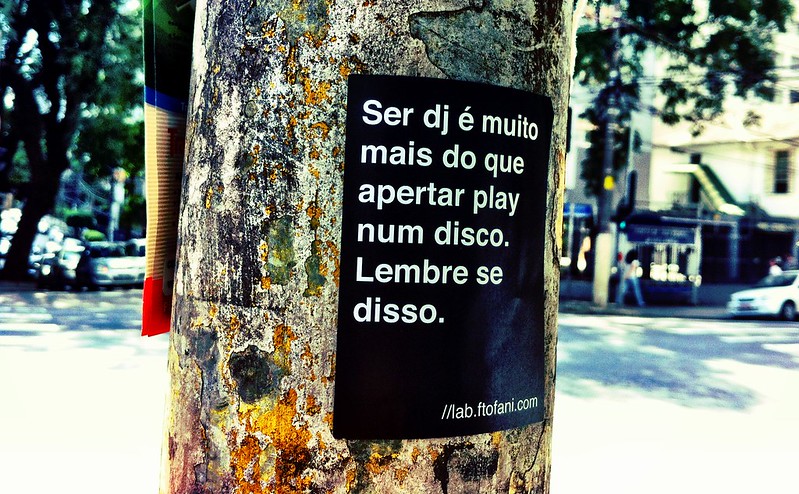 Ser dj é muito
mais do que
apertar play
num disco.
Lembre se
disso.
//lab.ftofani.com